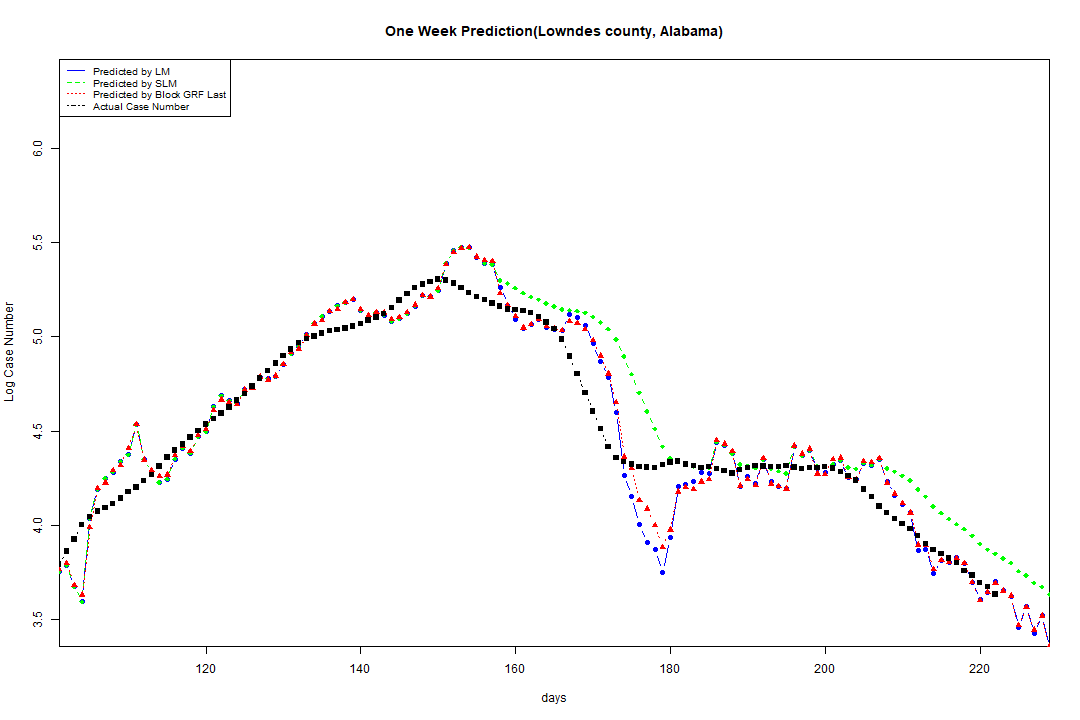 One Week Prediction(Lowndes county, Alabama)
Predicted by LM
Predicted by SLM
Predicted by Block GRF Last
Actual Case Number
6.0
5.5
5.0
4.5
4.0
3.5
Log Case Number
120 140 160 180 200 220
days